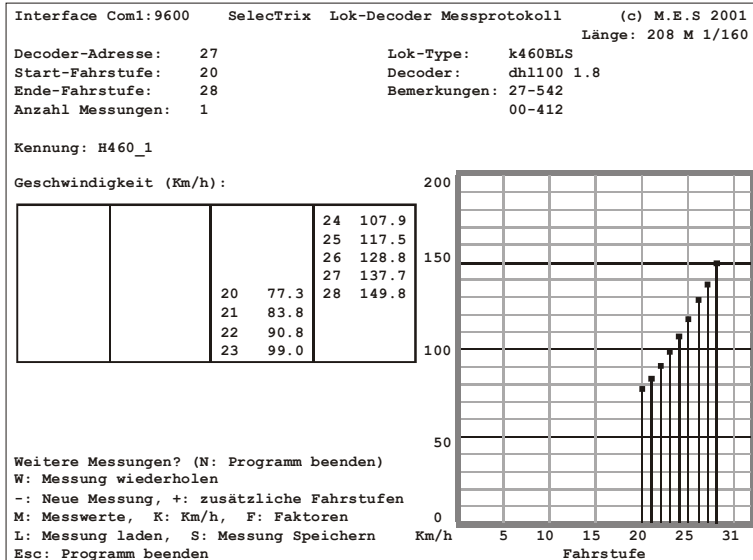 Interface Com1:9600 SelecTrix Lok-Decoder Messprotokoll (c) M.E.S 2001
Länge: 208 M 1/160
Decoder-Adresse: 27 Lok-Type: k460BLS
Start-Fahrstufe: 20 Decoder: dhl100 1.8
Ende-Fahrstufe: 28 Bemerkungen: 27-542
Anzahl Messungen: 1 00-412
Kennung: H460_1
Geschwindigkeit (Km/h):
20 77.3
21 83.8
22 90.8
23 99.0
24 107.9
25 117.5
26 128.8
27 137.7
28 149.8
200
150
100
50
0
Km/h 5 10 15 20 25 31
Fahrstufe
Weitere Messungen? (N: Programm beenden)
W: Messung wiederholen
-: Neue Messung, +: zusätzliche Fahrstufen
M: Messwerte, K: Km/h, F: Faktoren
L: Messung laden, S: Messung Speichern
Esc: Programm beenden